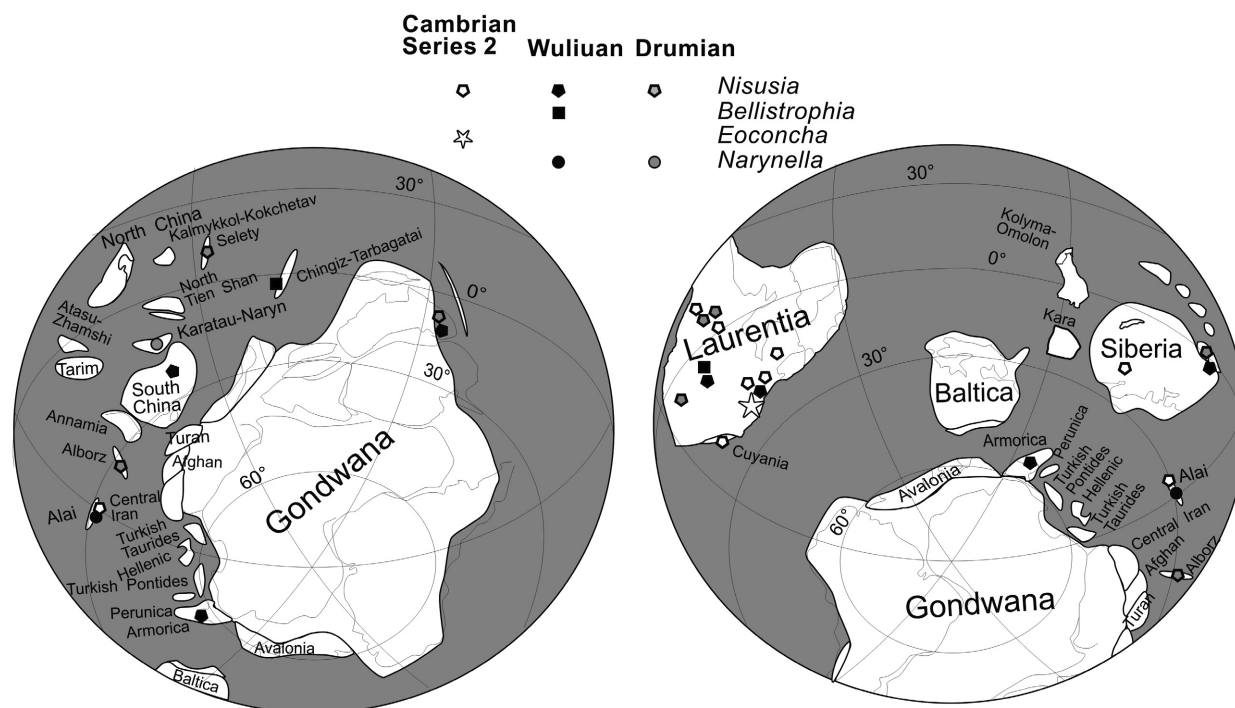 Cambrian
Series 2 Wuliuan Drumian
Nisusia
Bellistrophia
Eoconcha
Narynella
30°
North China
Kalmykkol-Kokchetav
Selety
North
Tien Shan
Chingiz-Tarbagatai
0°
Atasu-
Zhamshi
Karatau-Naryn
Tarim
South
China
30°
Annamia
Turan
Alborz
Afghan
60°
Gondwana
Alai
Central
Iran
Turkish
Taurides
Hellenic
Turkish Pontides
Perunica
Armorica
Avalonia
Baltica
30°
Kolyma-
Omolon
0°
Kara
Laurentia
30°
Siberia
Baltica
Cuyania
Armorica
Perunica
Turkish
Pontides
Hellenic
Turkish
Taurides
Alai
Avalonia
60°
Central Iran
Afghan
Alborz
Gondwana
Turan